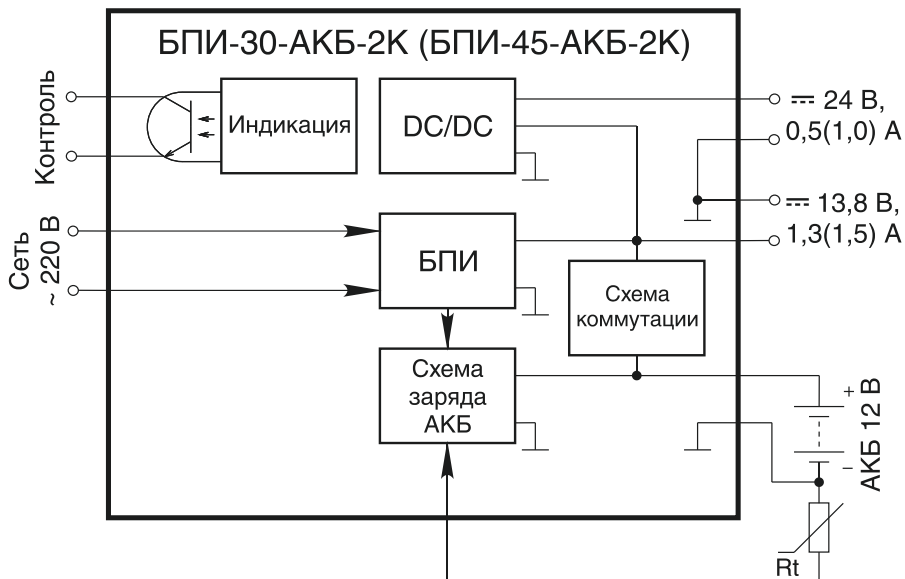 БПИ-30-АКБ-2К (БПИ-45-АКБ-2К)
Контроль
Индикация
DC/DC
24 В,
0,5(1,0) А
13,8 В,
1,3(1,5) А
Сеть
~ 220 В
БПИ
Схема
коммутации
Схема
заряда
АКБ
+
АКБ 12 В
−
Rt